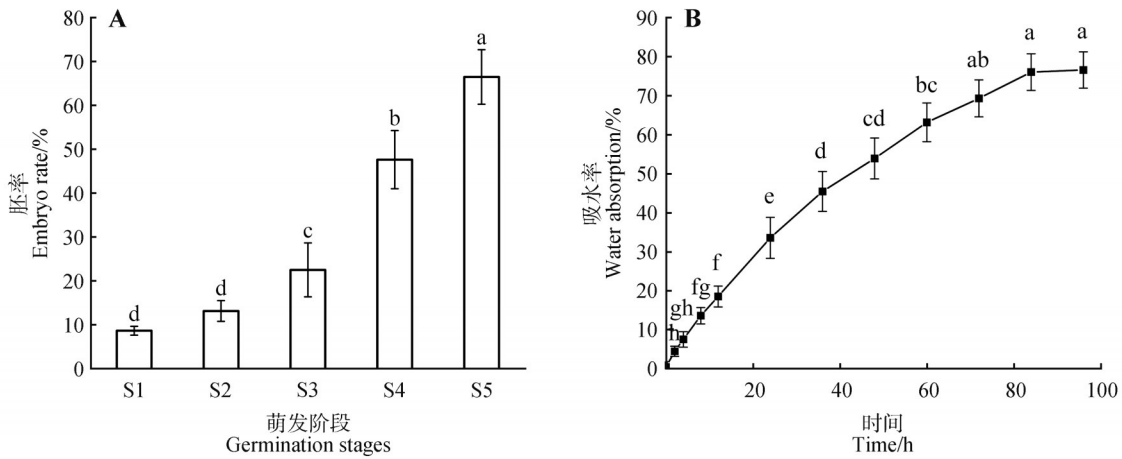 A
80
70
60
50
40
30
20
10
0
胚率
Embryo rate/%
d
d
c
b
a
S1 S2 S3 S4 S5
萌发阶段
Germination stages
B
90
80
70
60
50
40
30
20
10
0
吸水率
Water absorption/%
h
gh
fg
f
e
d
cd
bc
ab
a
a
20 40 60 80 100
时间
Time/h